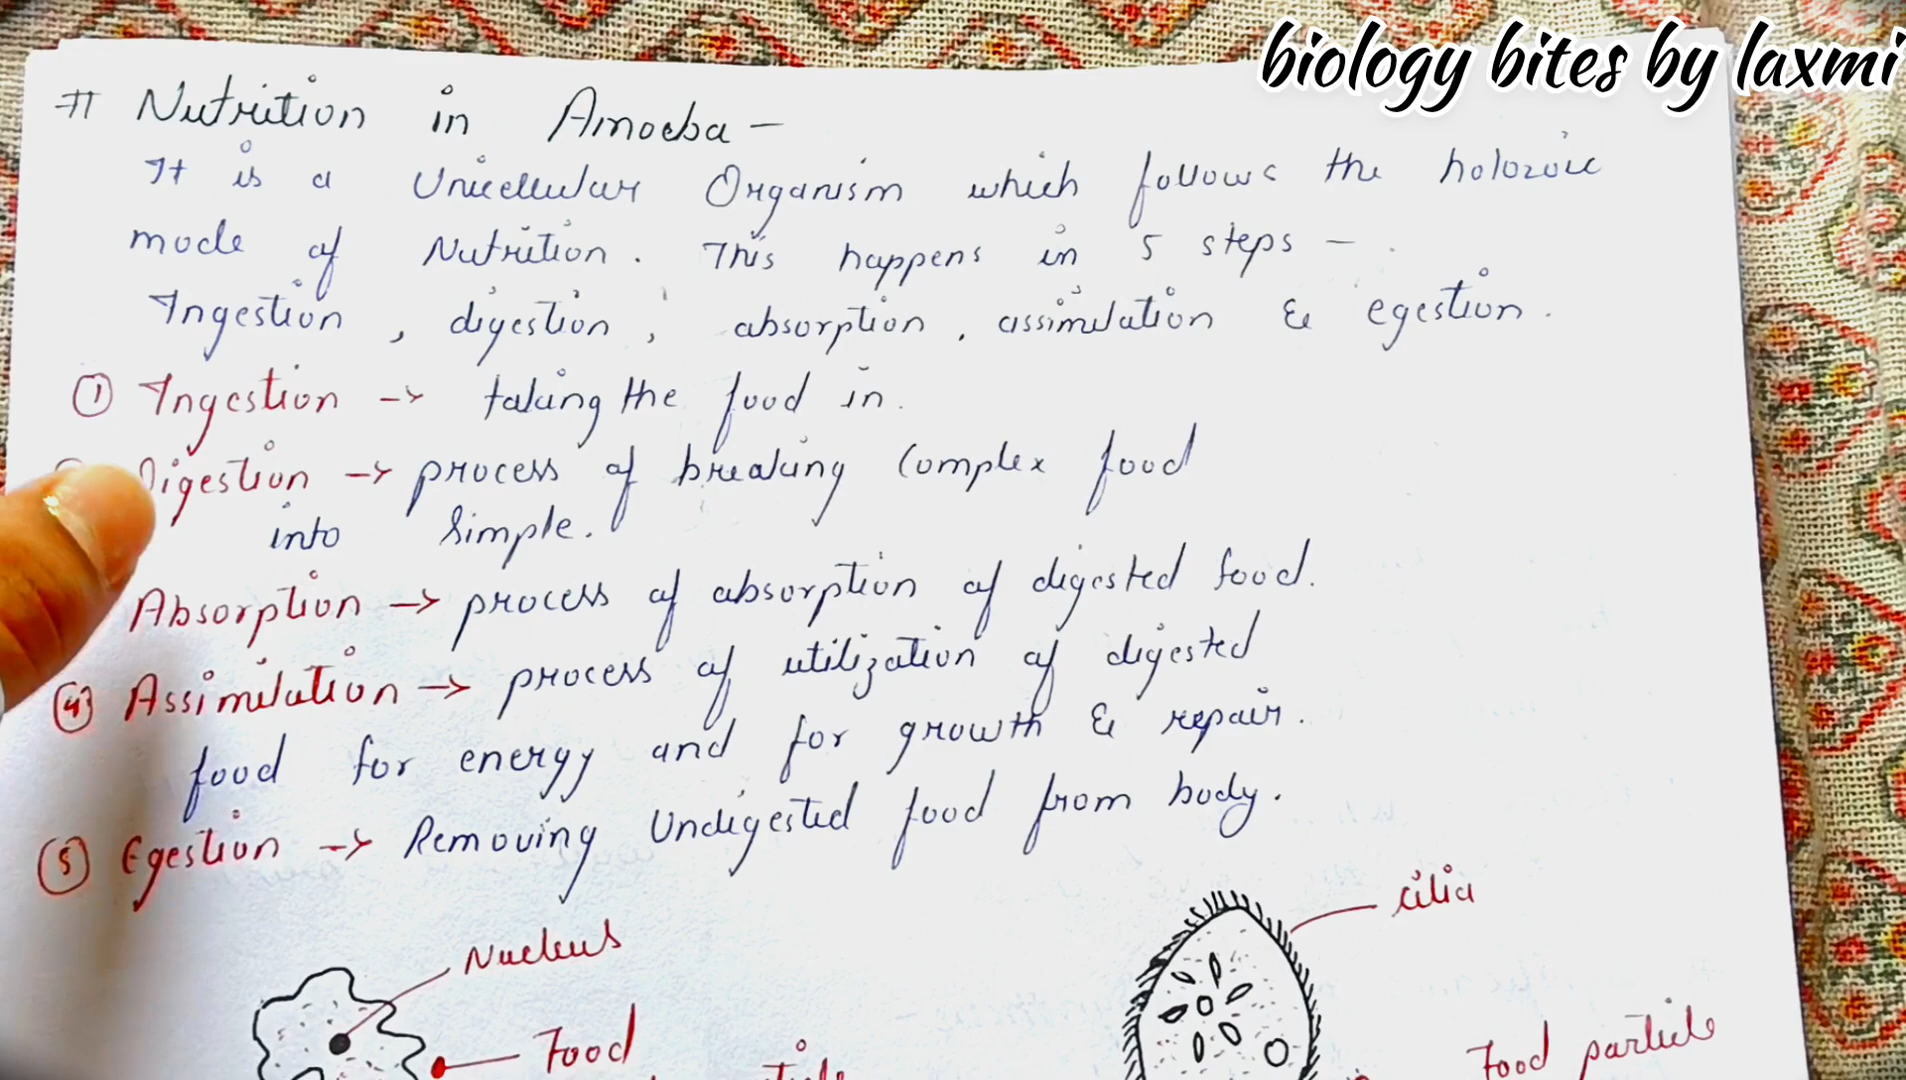 biology bites by laxmi
# Nutrition in Amoeba -
It is a Unicellular Organism which follows the holozoic
mode of Nutrition. This happens in 5 steps -
Ingestion, digestion, absorption, assimilation & egestion.
① Ingestion -> taking the food in.
Digestion -> process of breaking Complex food
into simple.
Absorption -> process of absorption of digested food.
④ Assimilation -> process of utilization of digested
food for energy and for growth & repair.
⑤ Egestion -> Removing Undigested food from body.
cilia
Nucleus
Food
Food particle